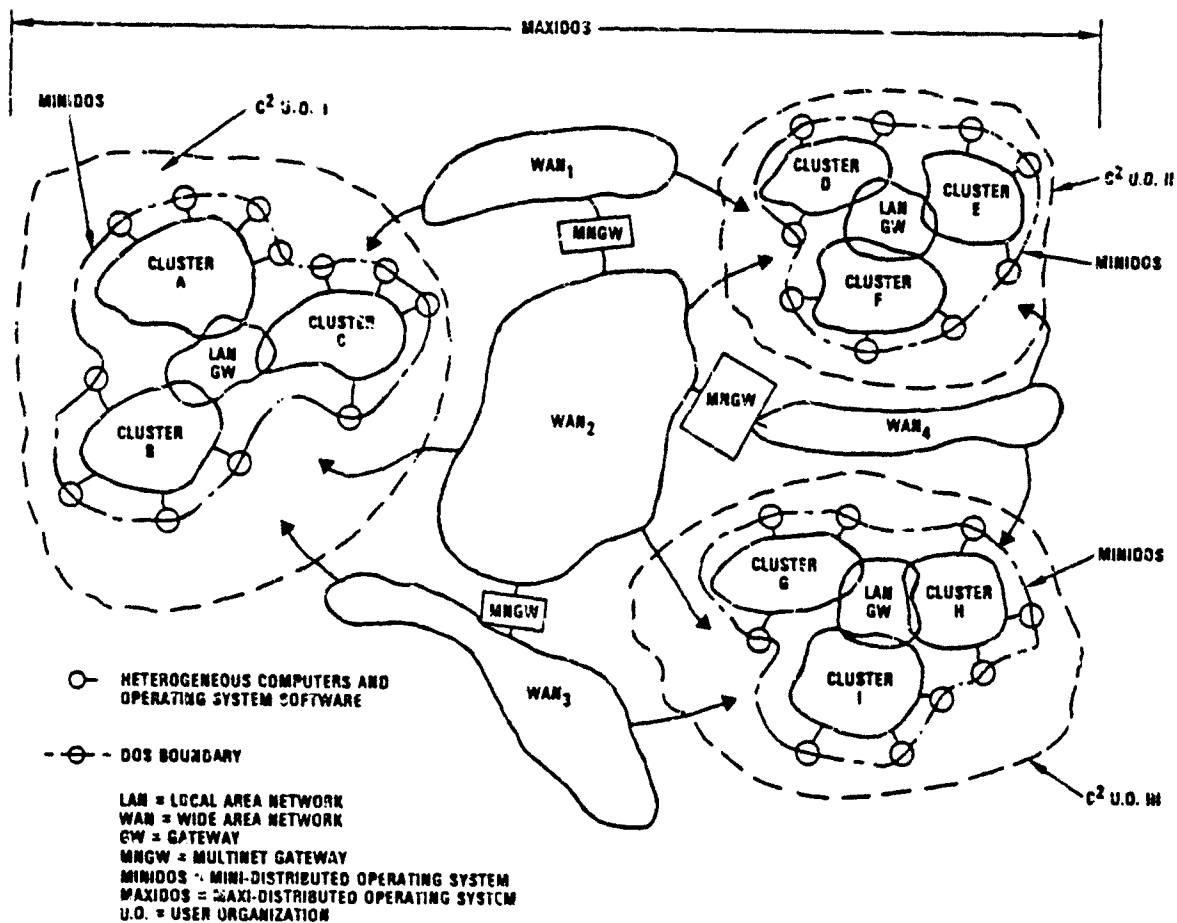 MAXIDOS
MINIDOS
C² U.O. I
WAN₁
MNGW
CLUSTER
D
CLUSTER
E
LAN
GW
CLUSTER
F
C² U.O. II
MINIDOS
CLUSTER
A
CLUSTER
C
LAN
GW
CLUSTER
B
WAN₂
MNGW
WAN₄
CLUSTER
G
LAN
GW
CLUSTER
H
CLUSTER
I
MINIDOS
MNGW
WAN₃
C² U.O. III
HETEROGENEOUS COMPUTERS AND
OPERATING SYSTEM SOFTWARE
DOS BOUNDARY
LAN = LOCAL AREA NETWORK
WAN = WIDE AREA NETWORK
GW = GATEWAY
MNGW = MULTINET GATEWAY
MINIDOS = MINI-DISTRIBUTED OPERATING SYSTEM
MAXIDOS = MAXI-DISTRIBUTED OPERATING SYSTEM
U.O. = USER ORGANIZATION